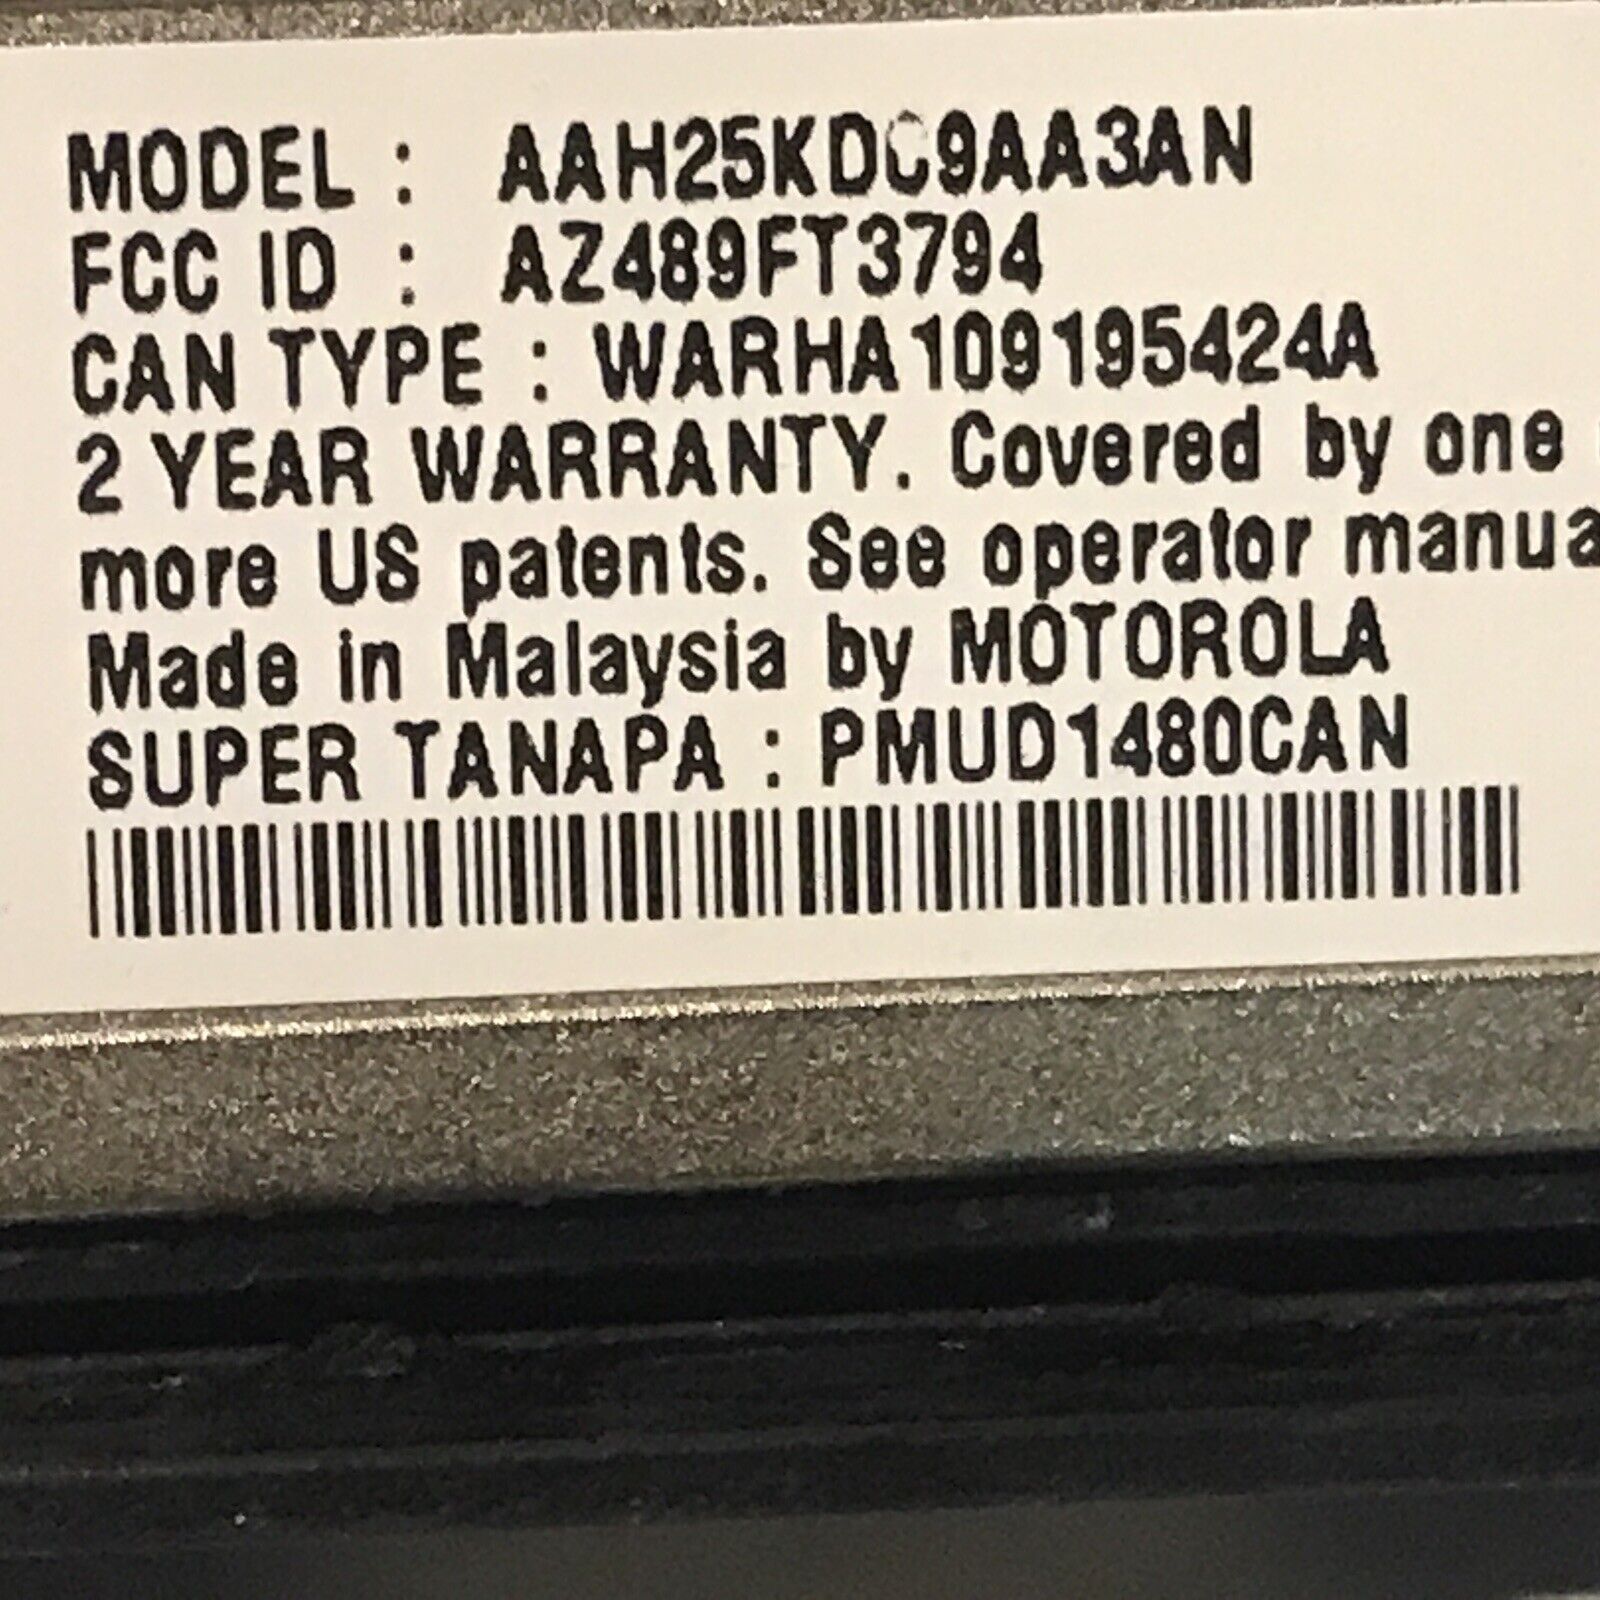 MODEL : AAH25KDC9AA3AN
FCC ID : AZ489FT3794
CAN TYPE : WARHA109195424A
2 YEAR WARRANTY. Covered by one
more US patents. See operator manua
Made in Malaysia by MOTOROLA
SUPER TANAPA : PMUD1480CAN